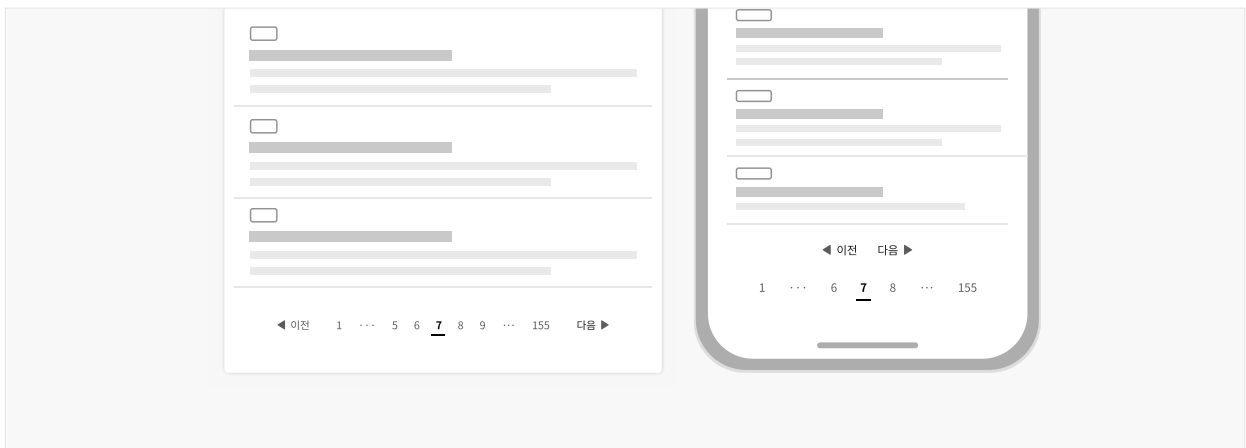 ◀ 이전 1 ··· 5 6 7 8 9 ··· 155 다음 ▶
◀ 이전 다음 ▶
1 ··· 6 7 8 ··· 155